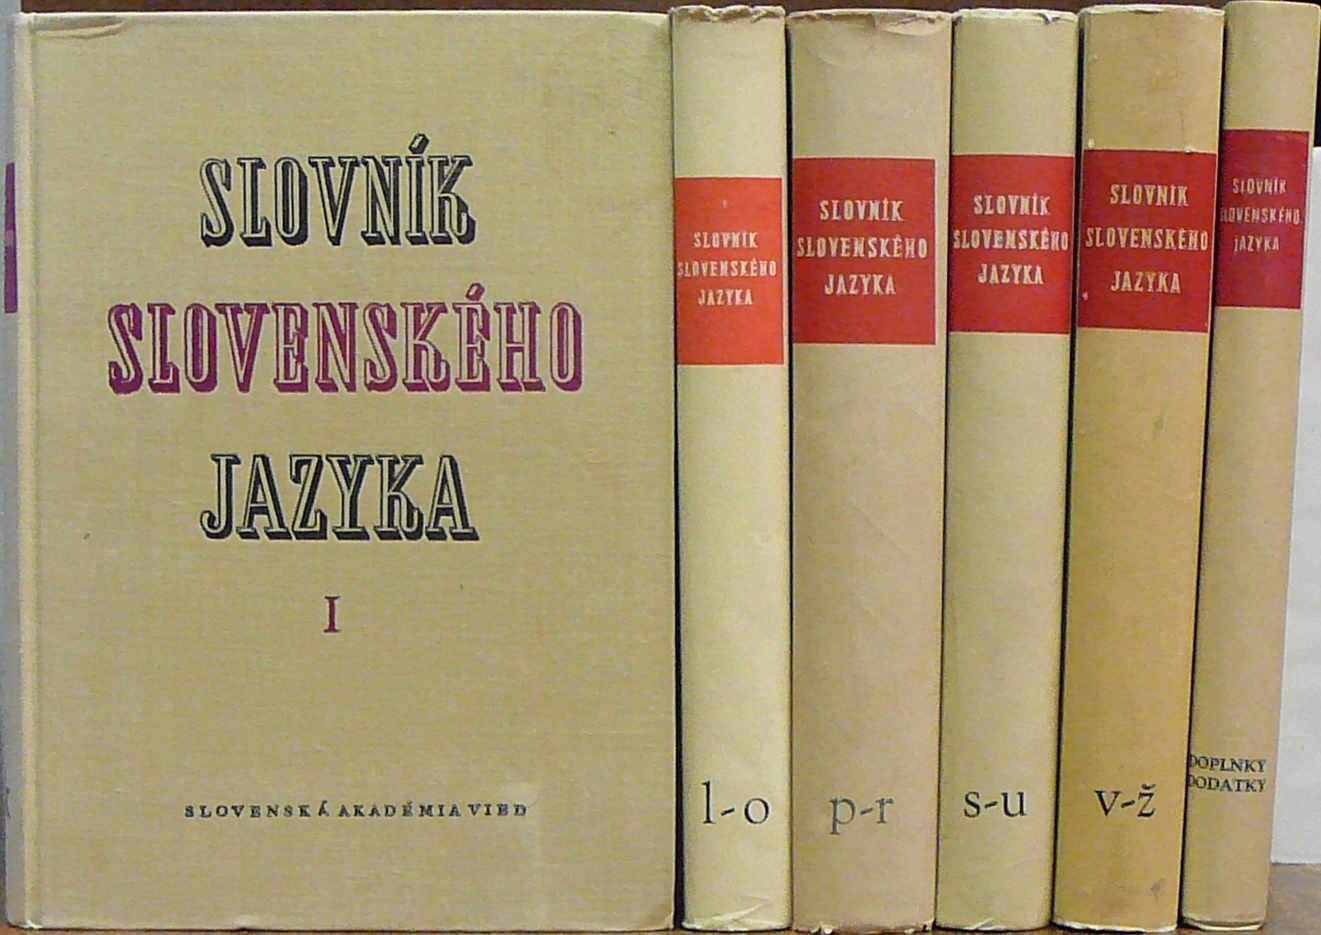 SLOVNÍK
SLOVENSKÉHO
JAZYKA
I
SLOVENSKÁ AKADÉMIA VIED
SLOVNÍK
SLOVENSKÉHO
JAZYKA
l-o
SLOVNÍK
SLOVENSKÉHO
JAZYKA
p-r
SLOVNÍK
SLOVENSKÉHO
JAZYKA
s-u
SLOVNÍK
SLOVENSKÉHO
JAZYKA
v-ž
SLOVNÍK
SLOVENSKÉHO
JAZYKA
DOPLNKY
DODATKY